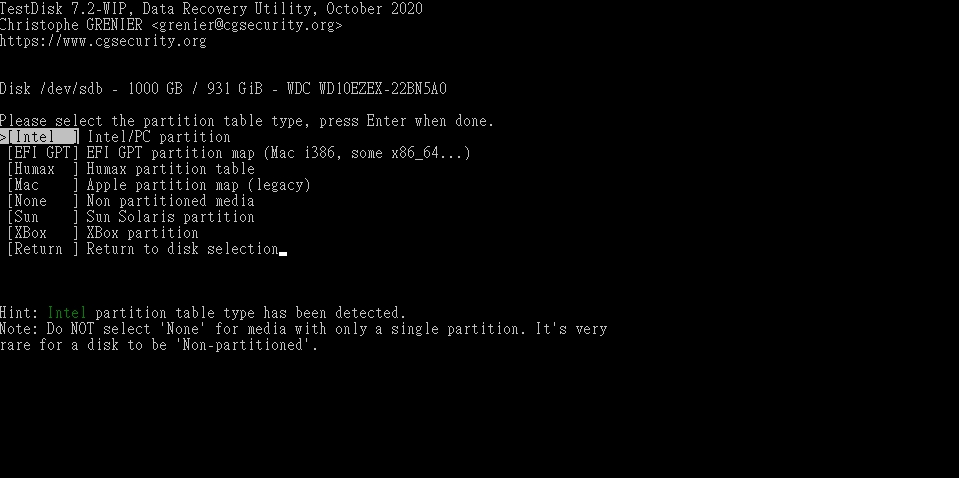 TestDisk 7.2-WIP, Data Recovery Utility, October 2020
Christophe GRENIER <grenier@cgsecurity.org>
https://www.cgsecurity.org
Disk /dev/sdb - 1000 GB / 931 GiB - WDC WD10EZEX-22BN5A0
Please select the partition table type, press Enter when done.
>[Intel  ] Intel/PC partition
 [EFI GPT] EFI GPT partition map (Mac i386, some x86_64...)
 [Humax  ] Humax partition table
 [Mac    ] Apple partition map (legacy)
 [None   ] Non partitioned media
 [Sun    ] Sun Solaris partition
 [XBox   ] XBox partition
 [Return ] Return to disk selection
Hint: Intel partition table type has been detected.
Note: Do NOT select 'None' for media with only a single partition. It's very
rare for a disk to be 'Non-partitioned'.